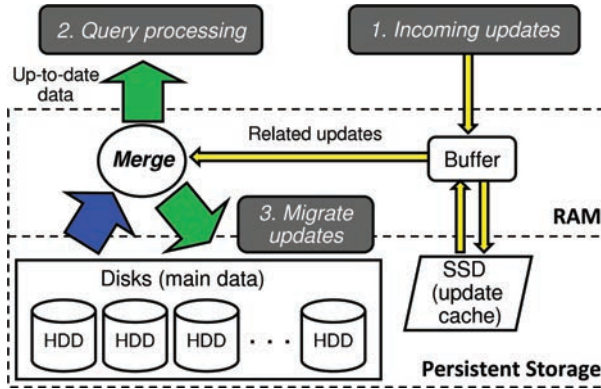 2. Query processing
1. Incoming updates
Up-to-date
data
Related updates
Merge
Buffer
3. Migrate
updates
RAM
Disks (main data)
SSD
(update
cache)
HDD HDD HDD . . . HDD
Persistent Storage